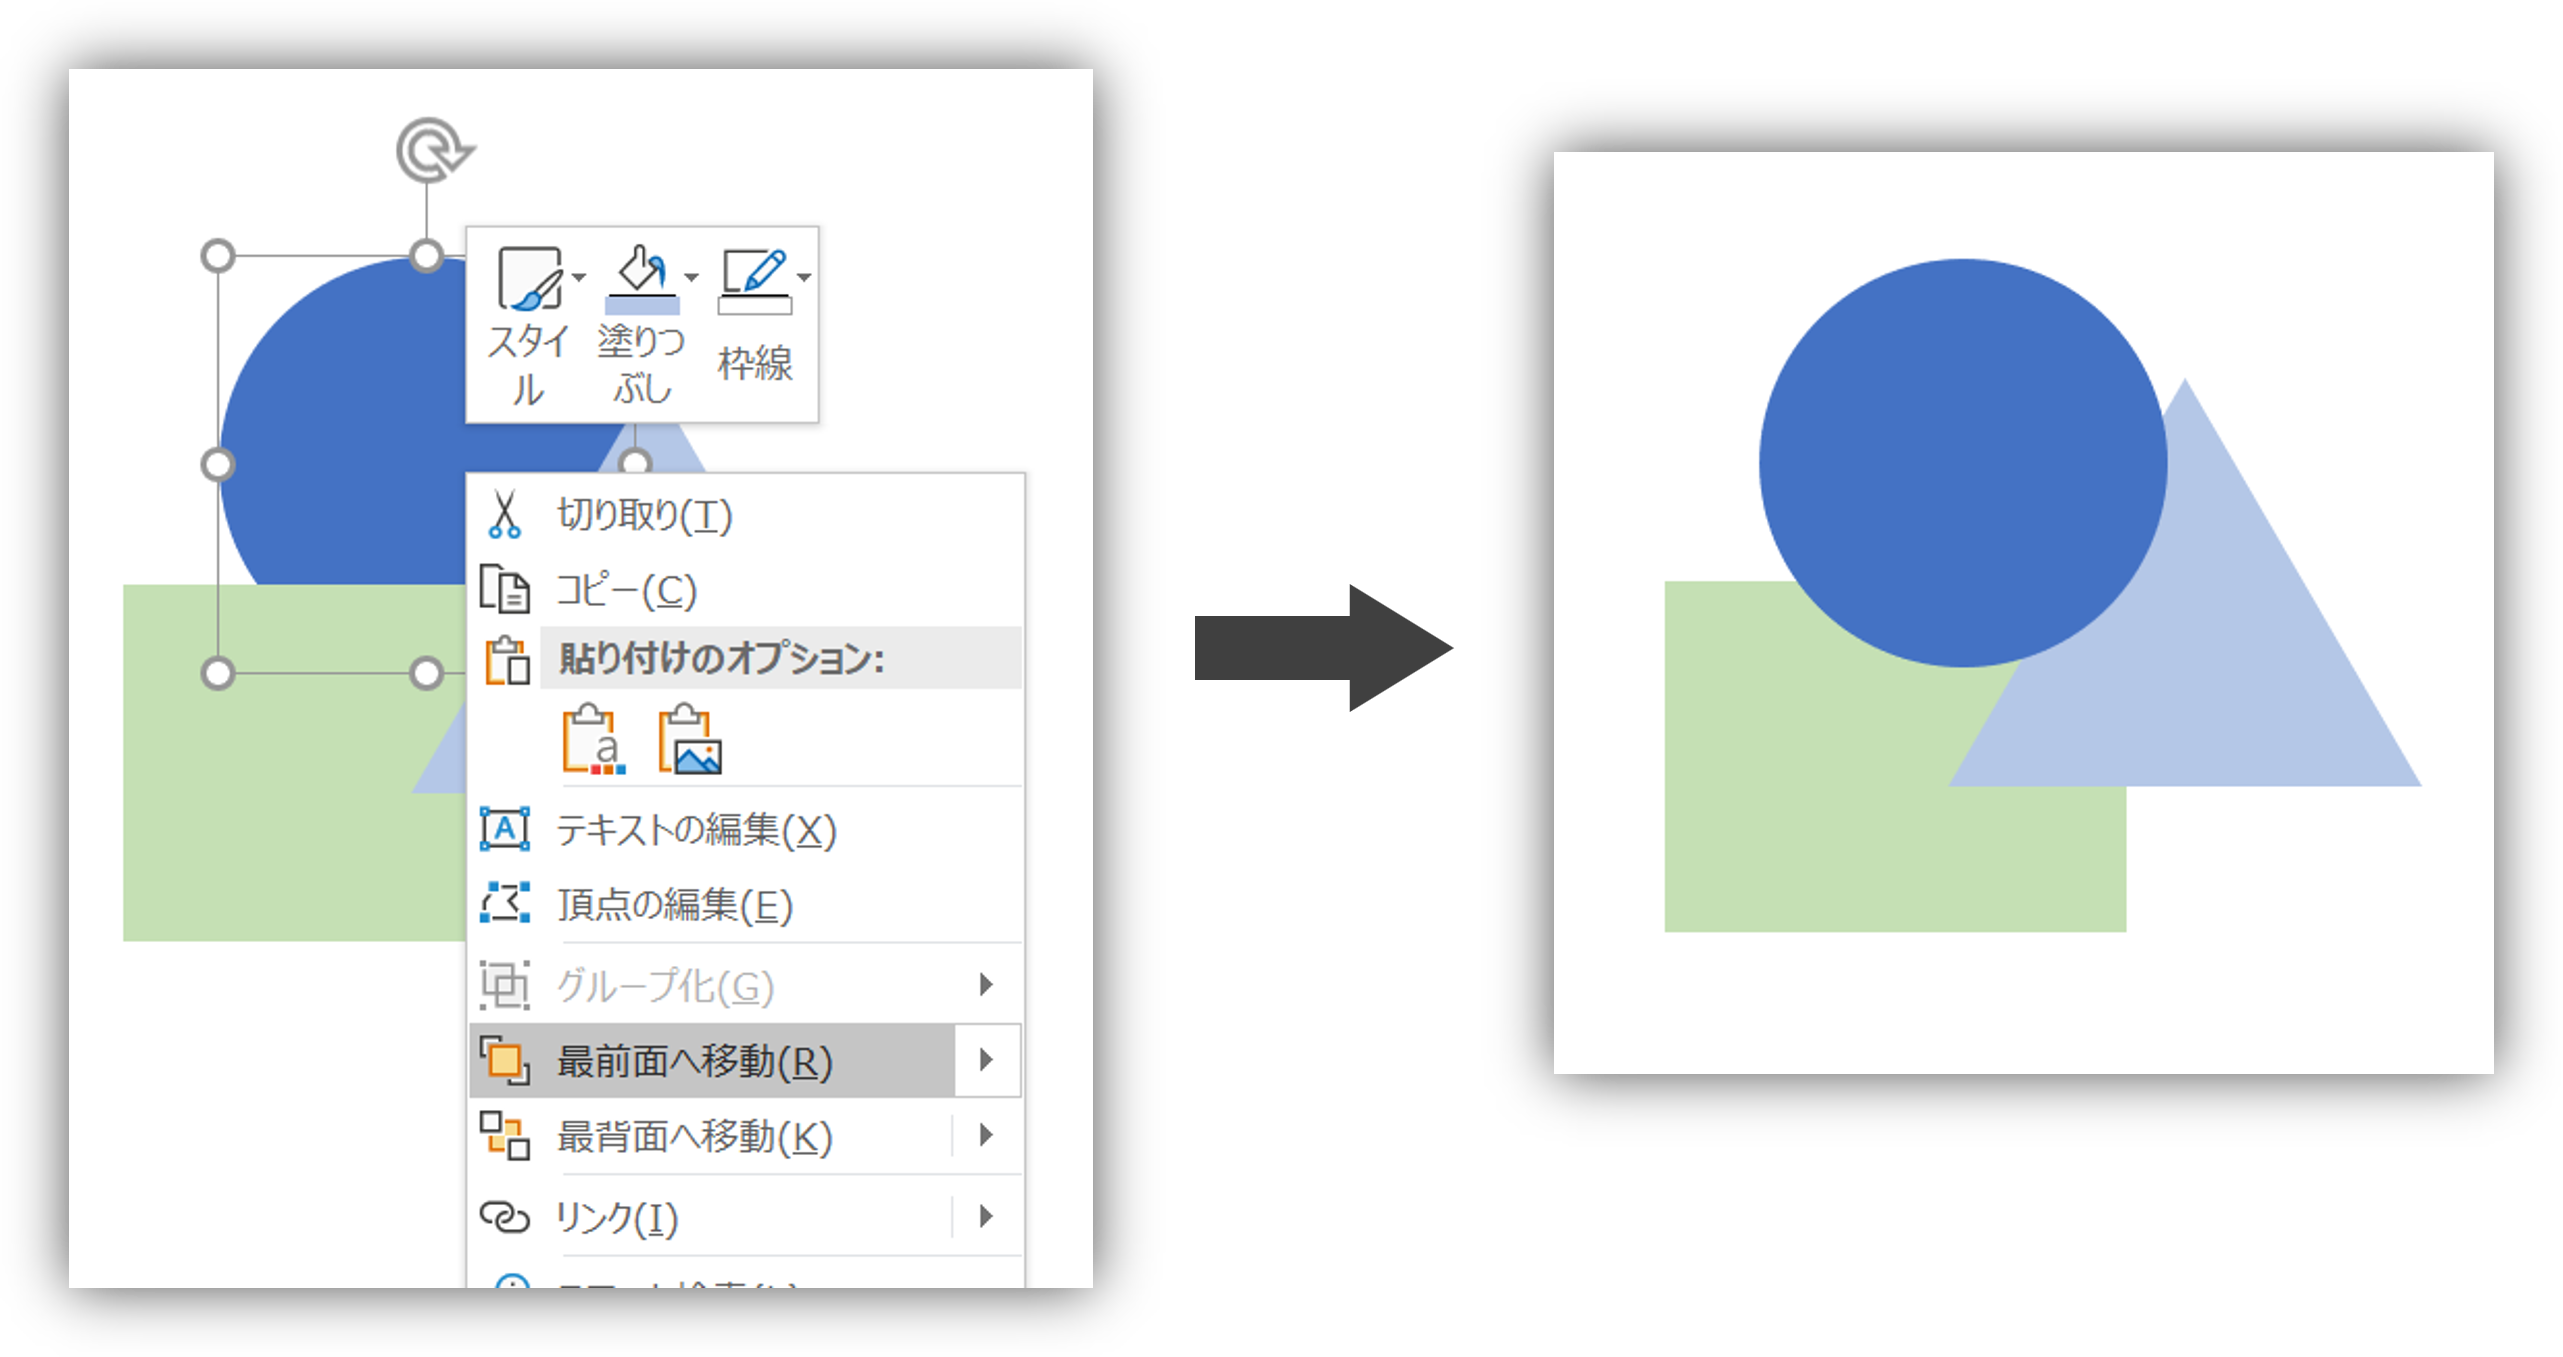 スタイ
ル
塗りつ
ぶし
枠線
切り取り(T)
コピー(C)
貼り付けのオプション:
a
テキストの編集(X)
A
頂点の編集(E)
グループ化(G)
最前面へ移動(R)
最背面へ移動(K)
リンク(I)